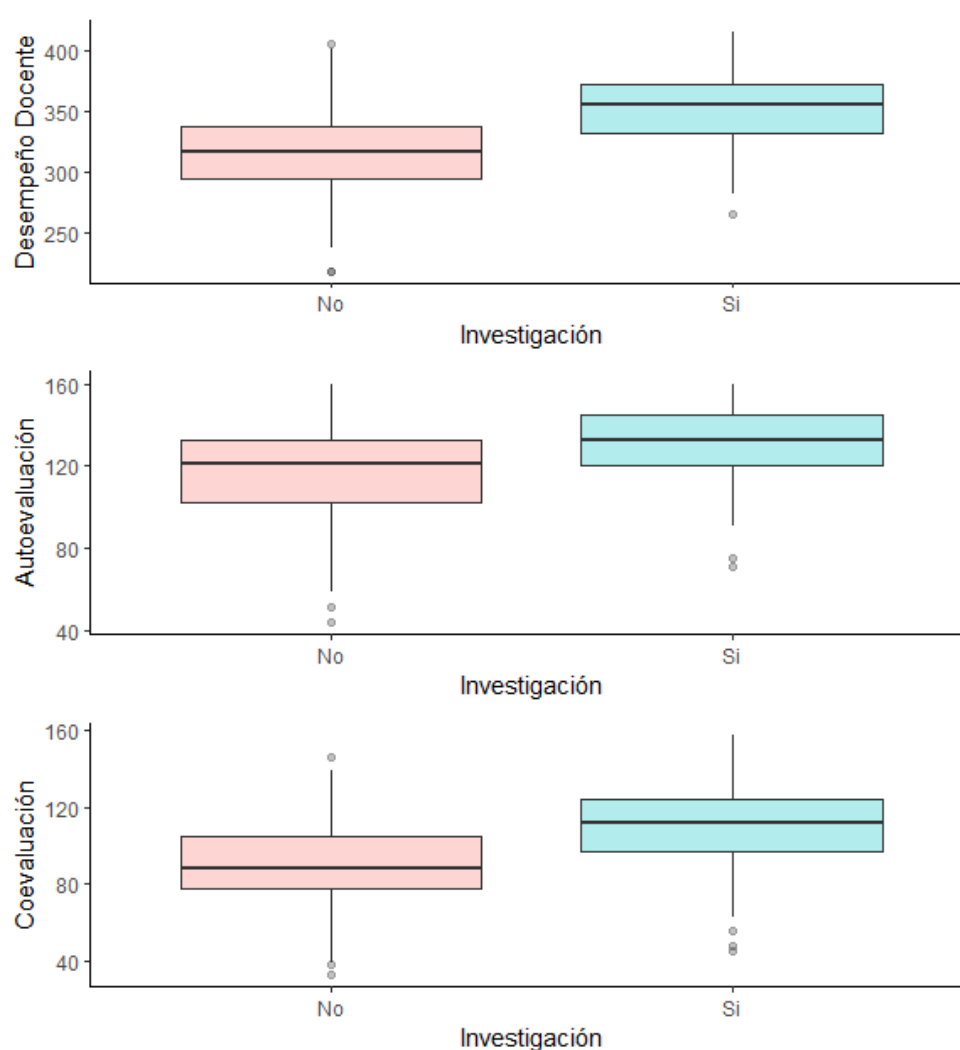 Desempeño Docente
400
350
300
250
No
Si
Investigación
Autoevaluación
160
120
80
40
No
Si
Investigación
Coevaluación
160
120
80
40
No
Si
Investigación